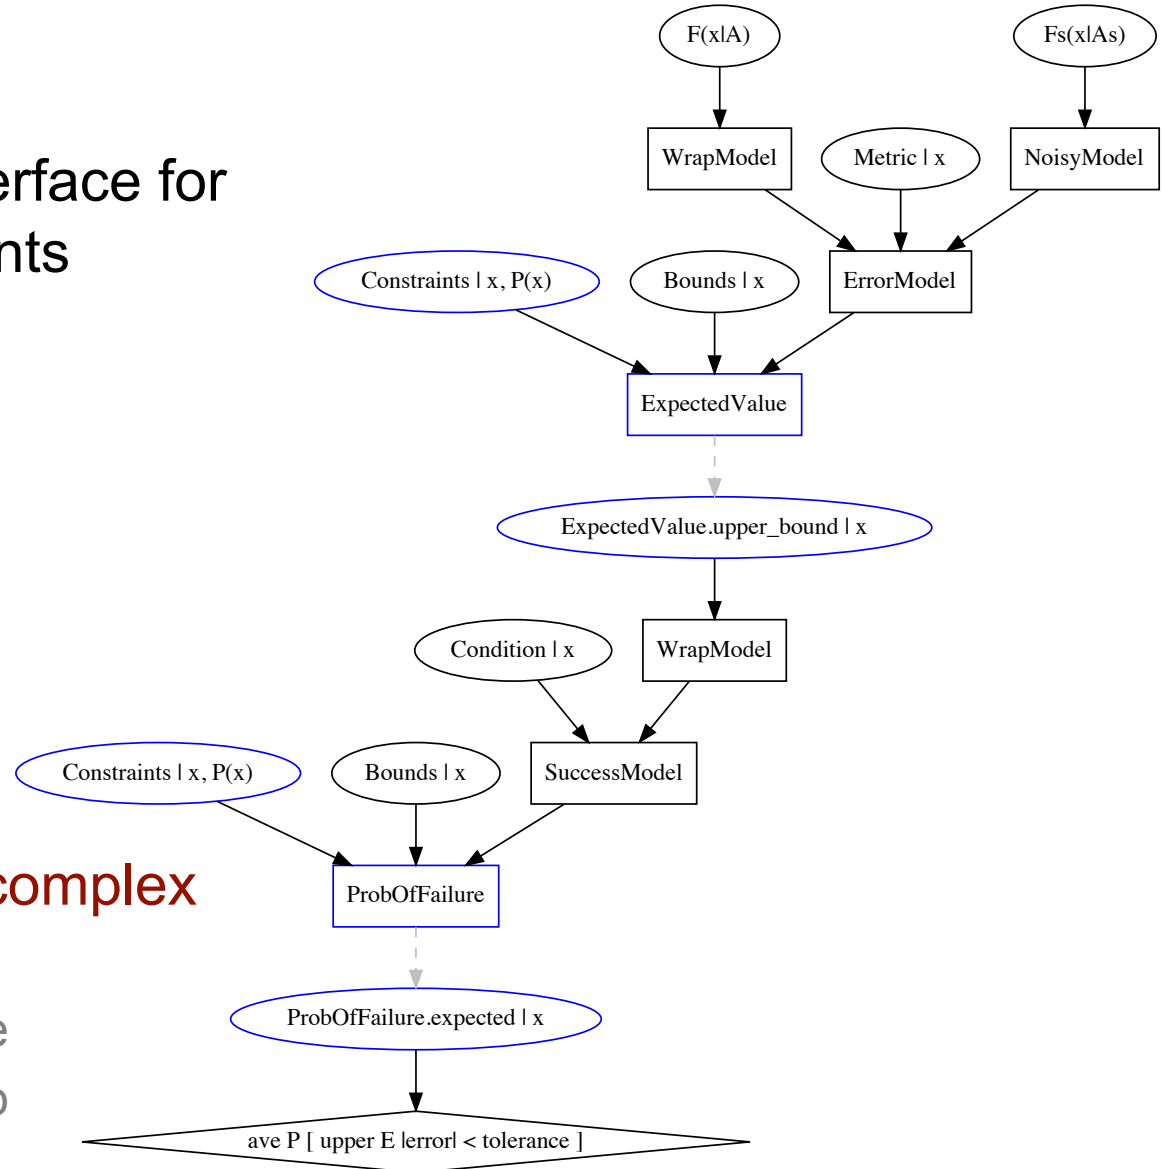 F(x|A)
Fs(x|As)
WrapModel
Metric | x
NoisyModel
erface for
nts
Constraints | x, P(x)
Bounds | x
ErrorModel
ExpectedValue
ExpectedValue.upper_bound | x
Condition | x
WrapModel
Constraints | x, P(x)
Bounds | x
SuccessModel
complex
ProbOfFailure
ProbOfFailure.expected | x
e
ave P [ upper E |error| < tolerance ]